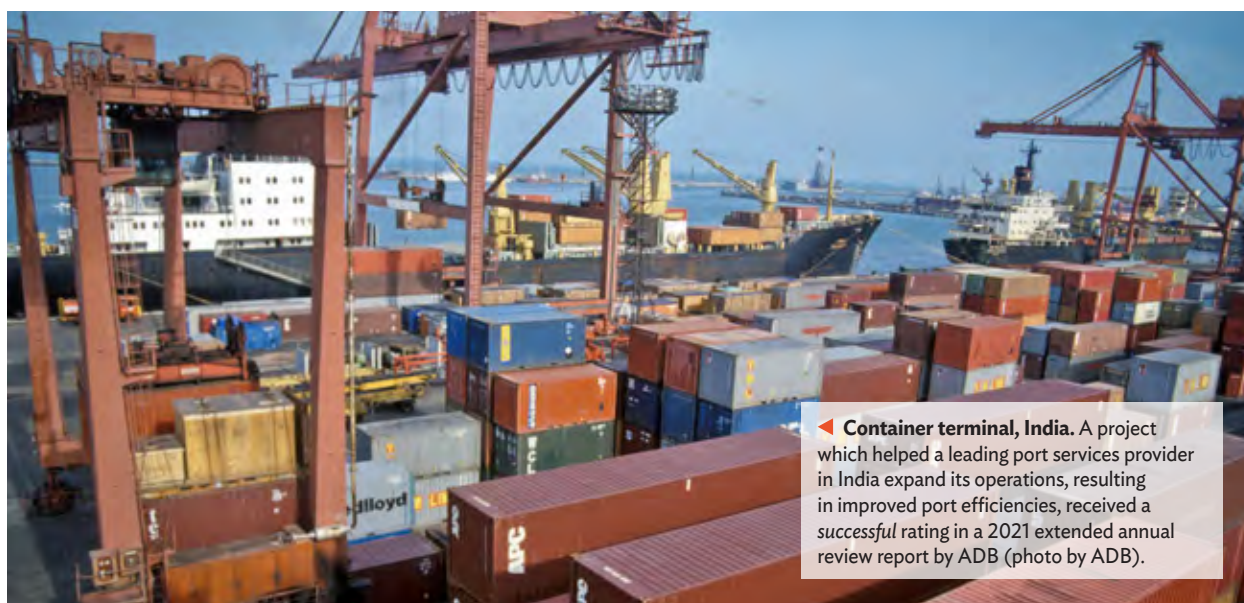 Container terminal, India. A project
which helped a leading port services provider
in India expand its operations, resulting
in improved port efficiencies, received a
successful rating in a 2021 extended annual
review report by ADB (photo by ADB).
dlloyd
APC